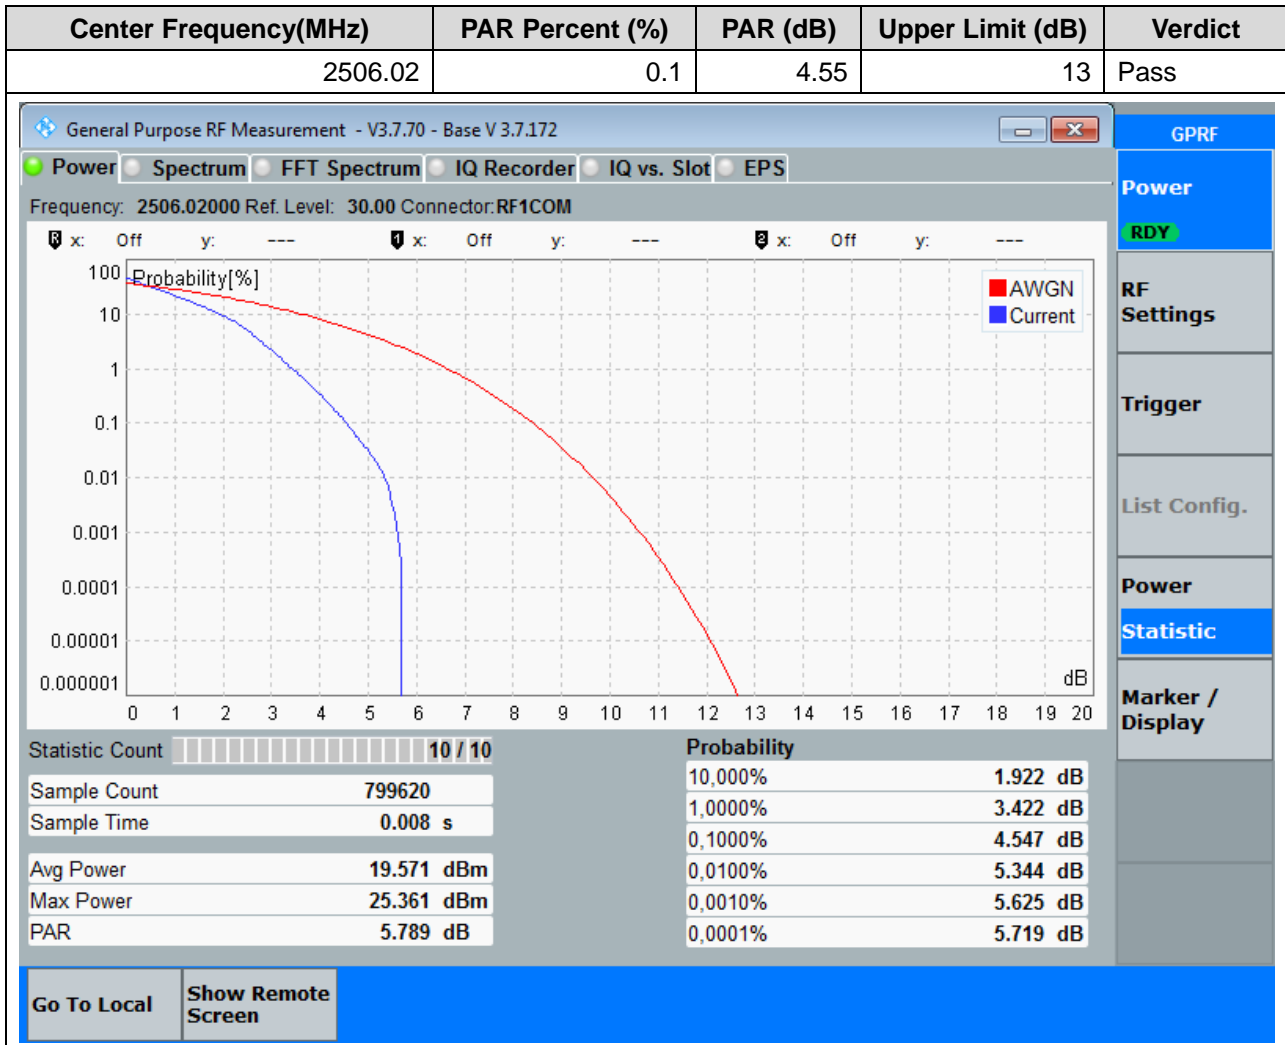 Center Frequency(MHz) PAR Percent (%) PAR (dB) Upper Limit (dB) Verdict
2506.02 0.1 4.55 13 Pass
General Purpose RF Measurement - V3.7.70 - Base V 3.7.172
GPRF
Power Spectrum FFT Spectrum IQ Recorder IQ vs. Slot EPS
Power
RDY
Frequency: 2506.02000 Ref. Level: 30.00 Connector:RF1COM
R x: Off y: --- 1 x: Off y: --- 2 x: Off y: ---
Probability[%]
AWGN
Current
100
10
1
0.1
0.01
0.001
0.0001
0.00001
0.000001
dB
0 1 2 3 4 5 6 7 8 9 10 11 12 13 14 15 16 17 18 19 20
RF
Settings
Trigger
List Config.
Power
Statistic
Marker /
Display
Statistic Count 10 / 10
Sample Count 799620
Sample Time 0.008 s
Avg Power 19.571 dBm
Max Power 25.361 dBm
PAR 5.789 dB
Probability
10,000% 1.922 dB
1,0000% 3.422 dB
0,1000% 4.547 dB
0,0100% 5.344 dB
0,0010% 5.625 dB
0,0001% 5.719 dB
Go To Local
Show Remote
Screen